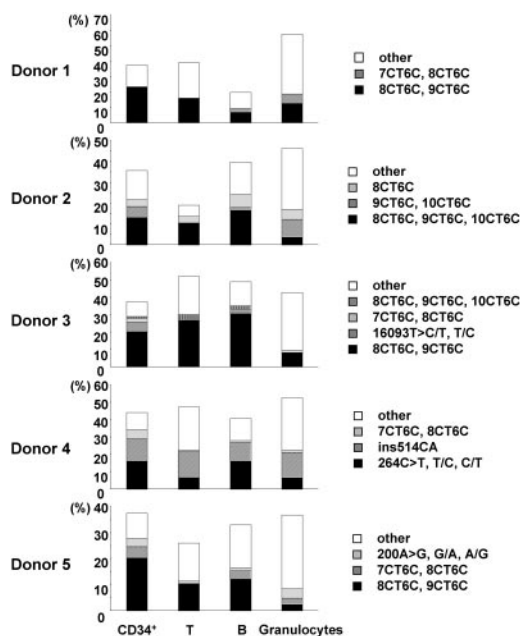 (%) 70
60
50
40
30
20
10
0
Donor 1
other
7CT6C, 8CT6C
8CT6C, 9CT6C
(%) 50
40
30
20
10
0
Donor 2
other
8CT6C
9CT6C, 10CT6C
8CT6C, 9CT6C, 10CT6C
(%) 60
50
40
30
20
10
0
Donor 3
other
8CT6C, 9CT6C, 10CT6C
7CT6C, 8CT6C
16093T>C/T, T/C
8CT6C, 9CT6C
(%) 60
50
40
30
20
10
0
Donor 4
other
7CT6C, 8CT6C
ins514CA
264C>T, T/C, C/T
(%) 40
30
20
10
0
Donor 5
other
200A>G, G/A, A/G
7CT6C, 8CT6C
8CT6C, 9CT6C
CD34+ T B Granulocytes